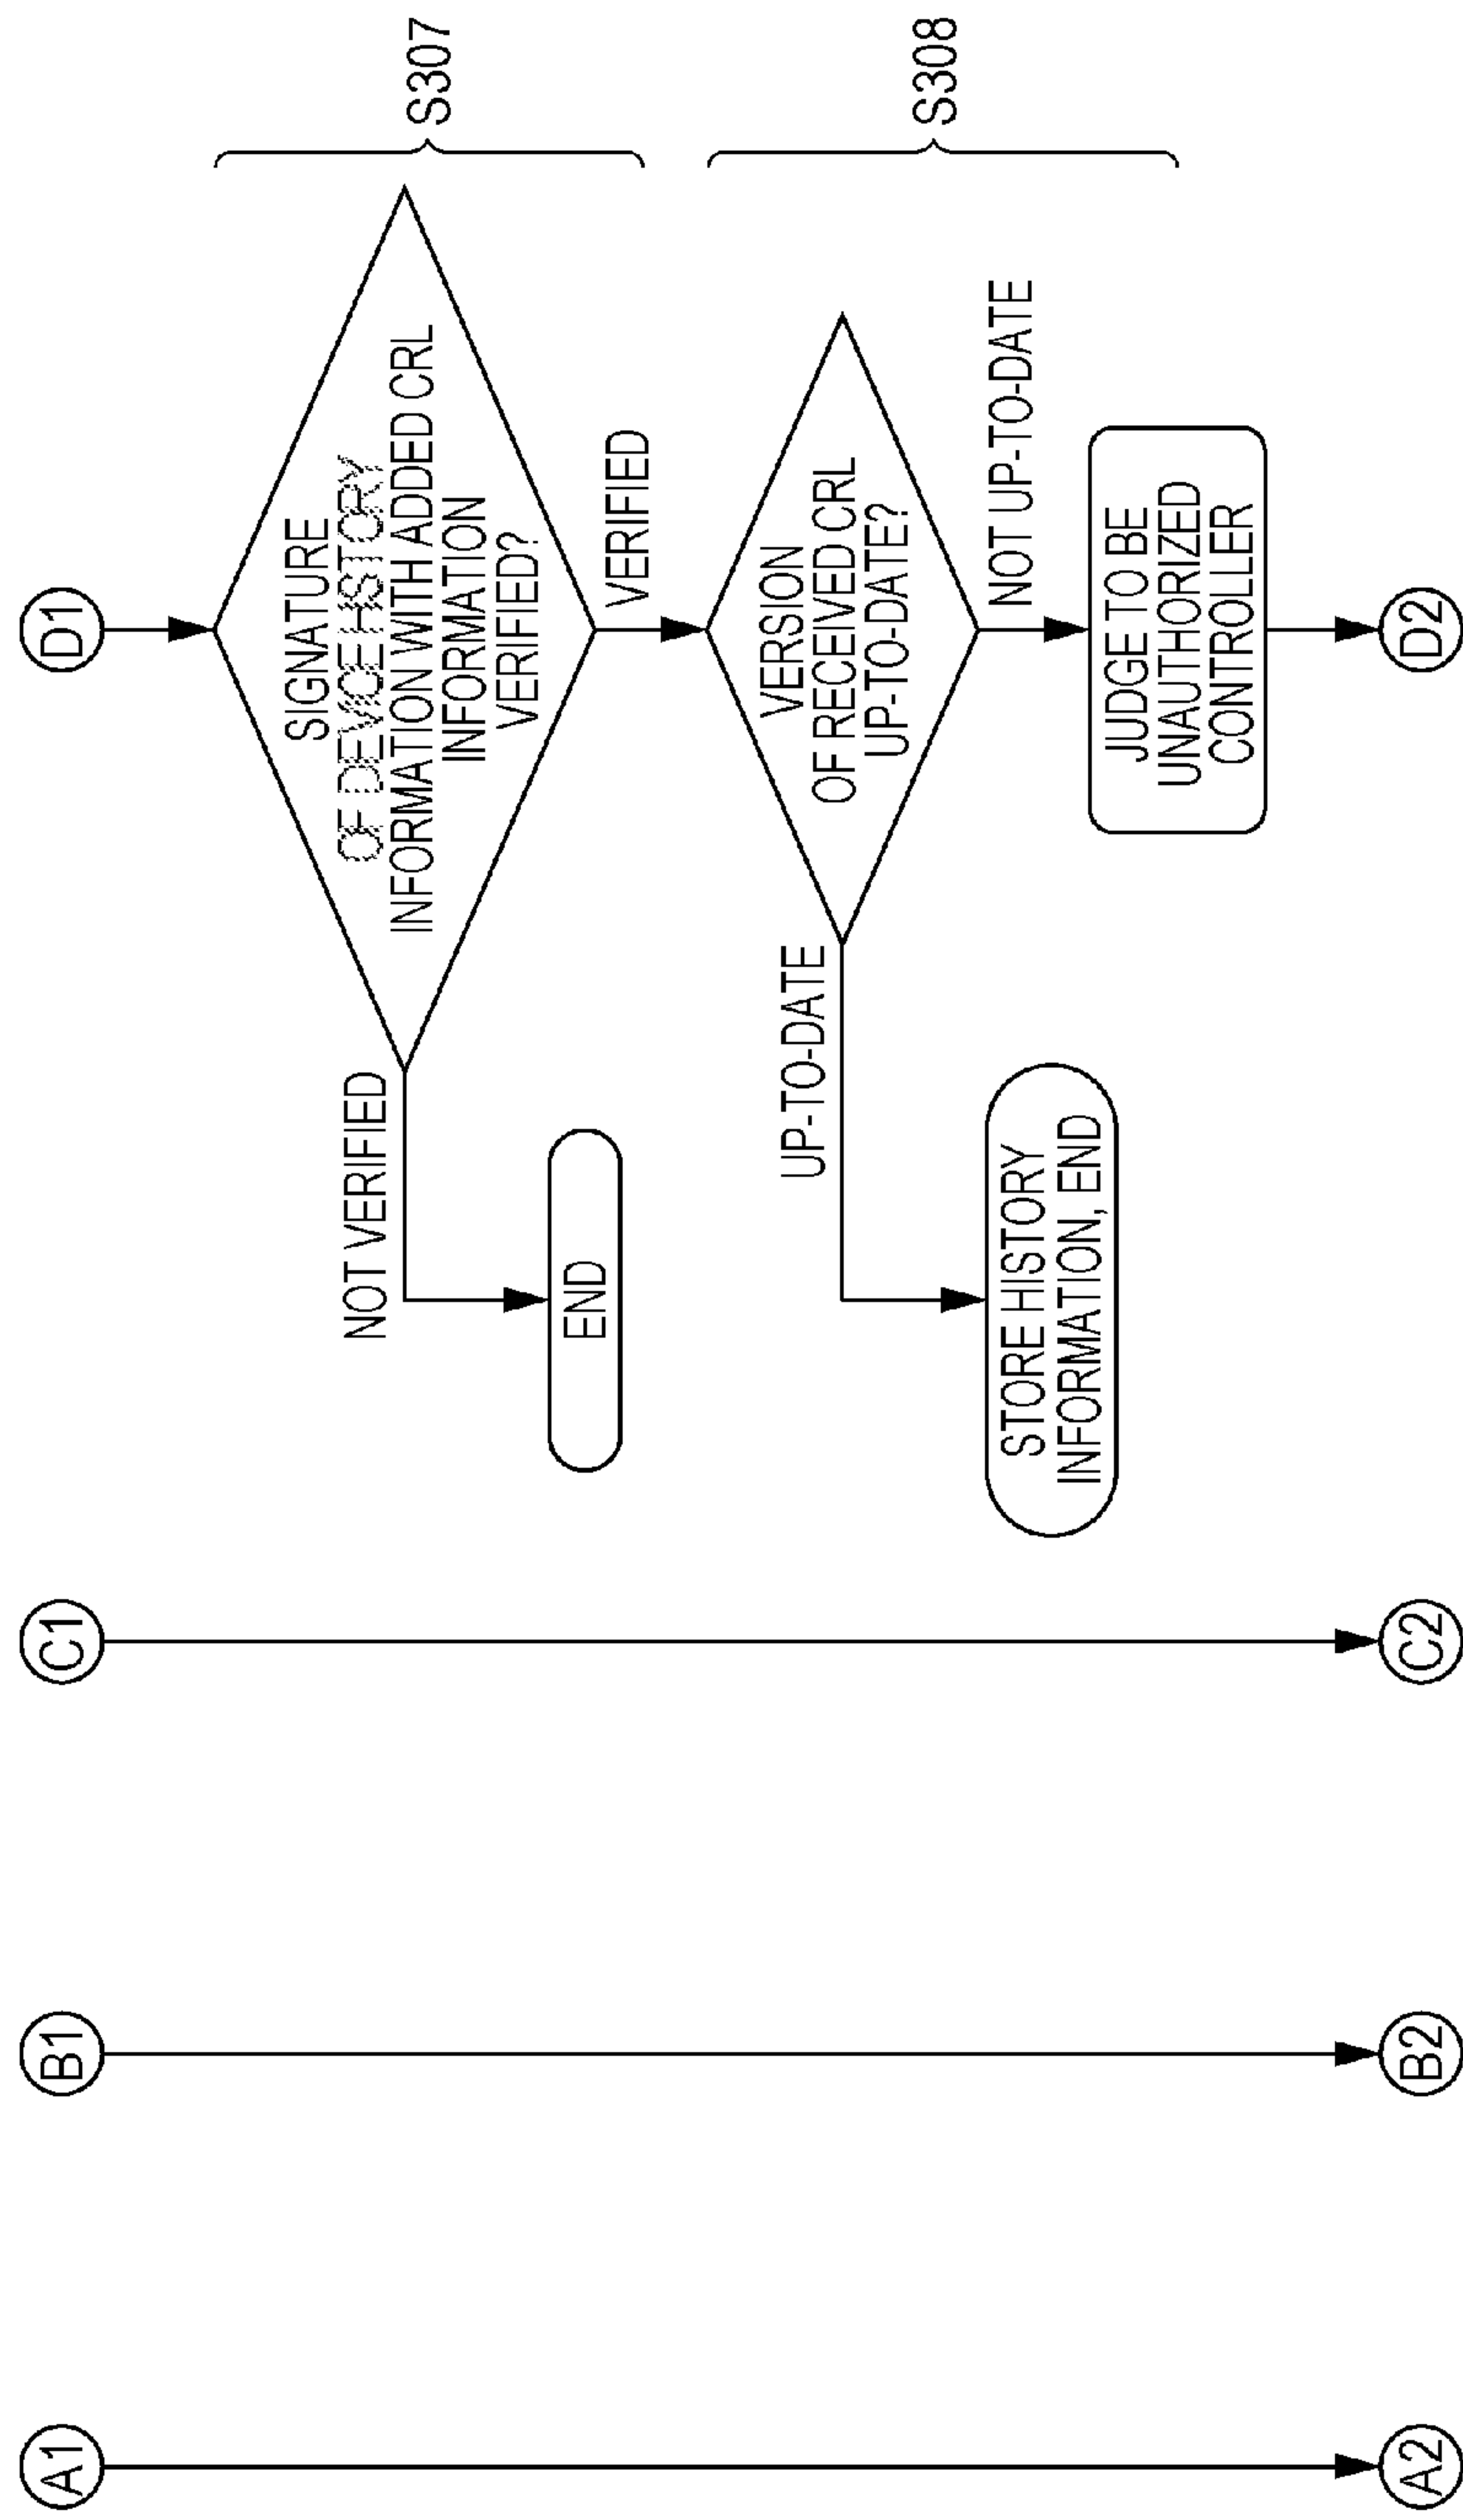 A1
B1
C1
D1
SIGNATURE
OF DEVICE HISTORY
INFORMATION WITH ADDED CRL
INFORMATION
VERIFIED?
S307
NOT VERIFIED
END
VERIFIED
VERSION
OF RECEIVED CRL
UP-TO-DATE?
S308
UP-TO-DATE
STORE HISTORY
INFORMATION, END
NOT UP-TO-DATE
JUDGE TO BE
UNAUTHORIZED
CONTROLLER
A2
B2
C2
D2